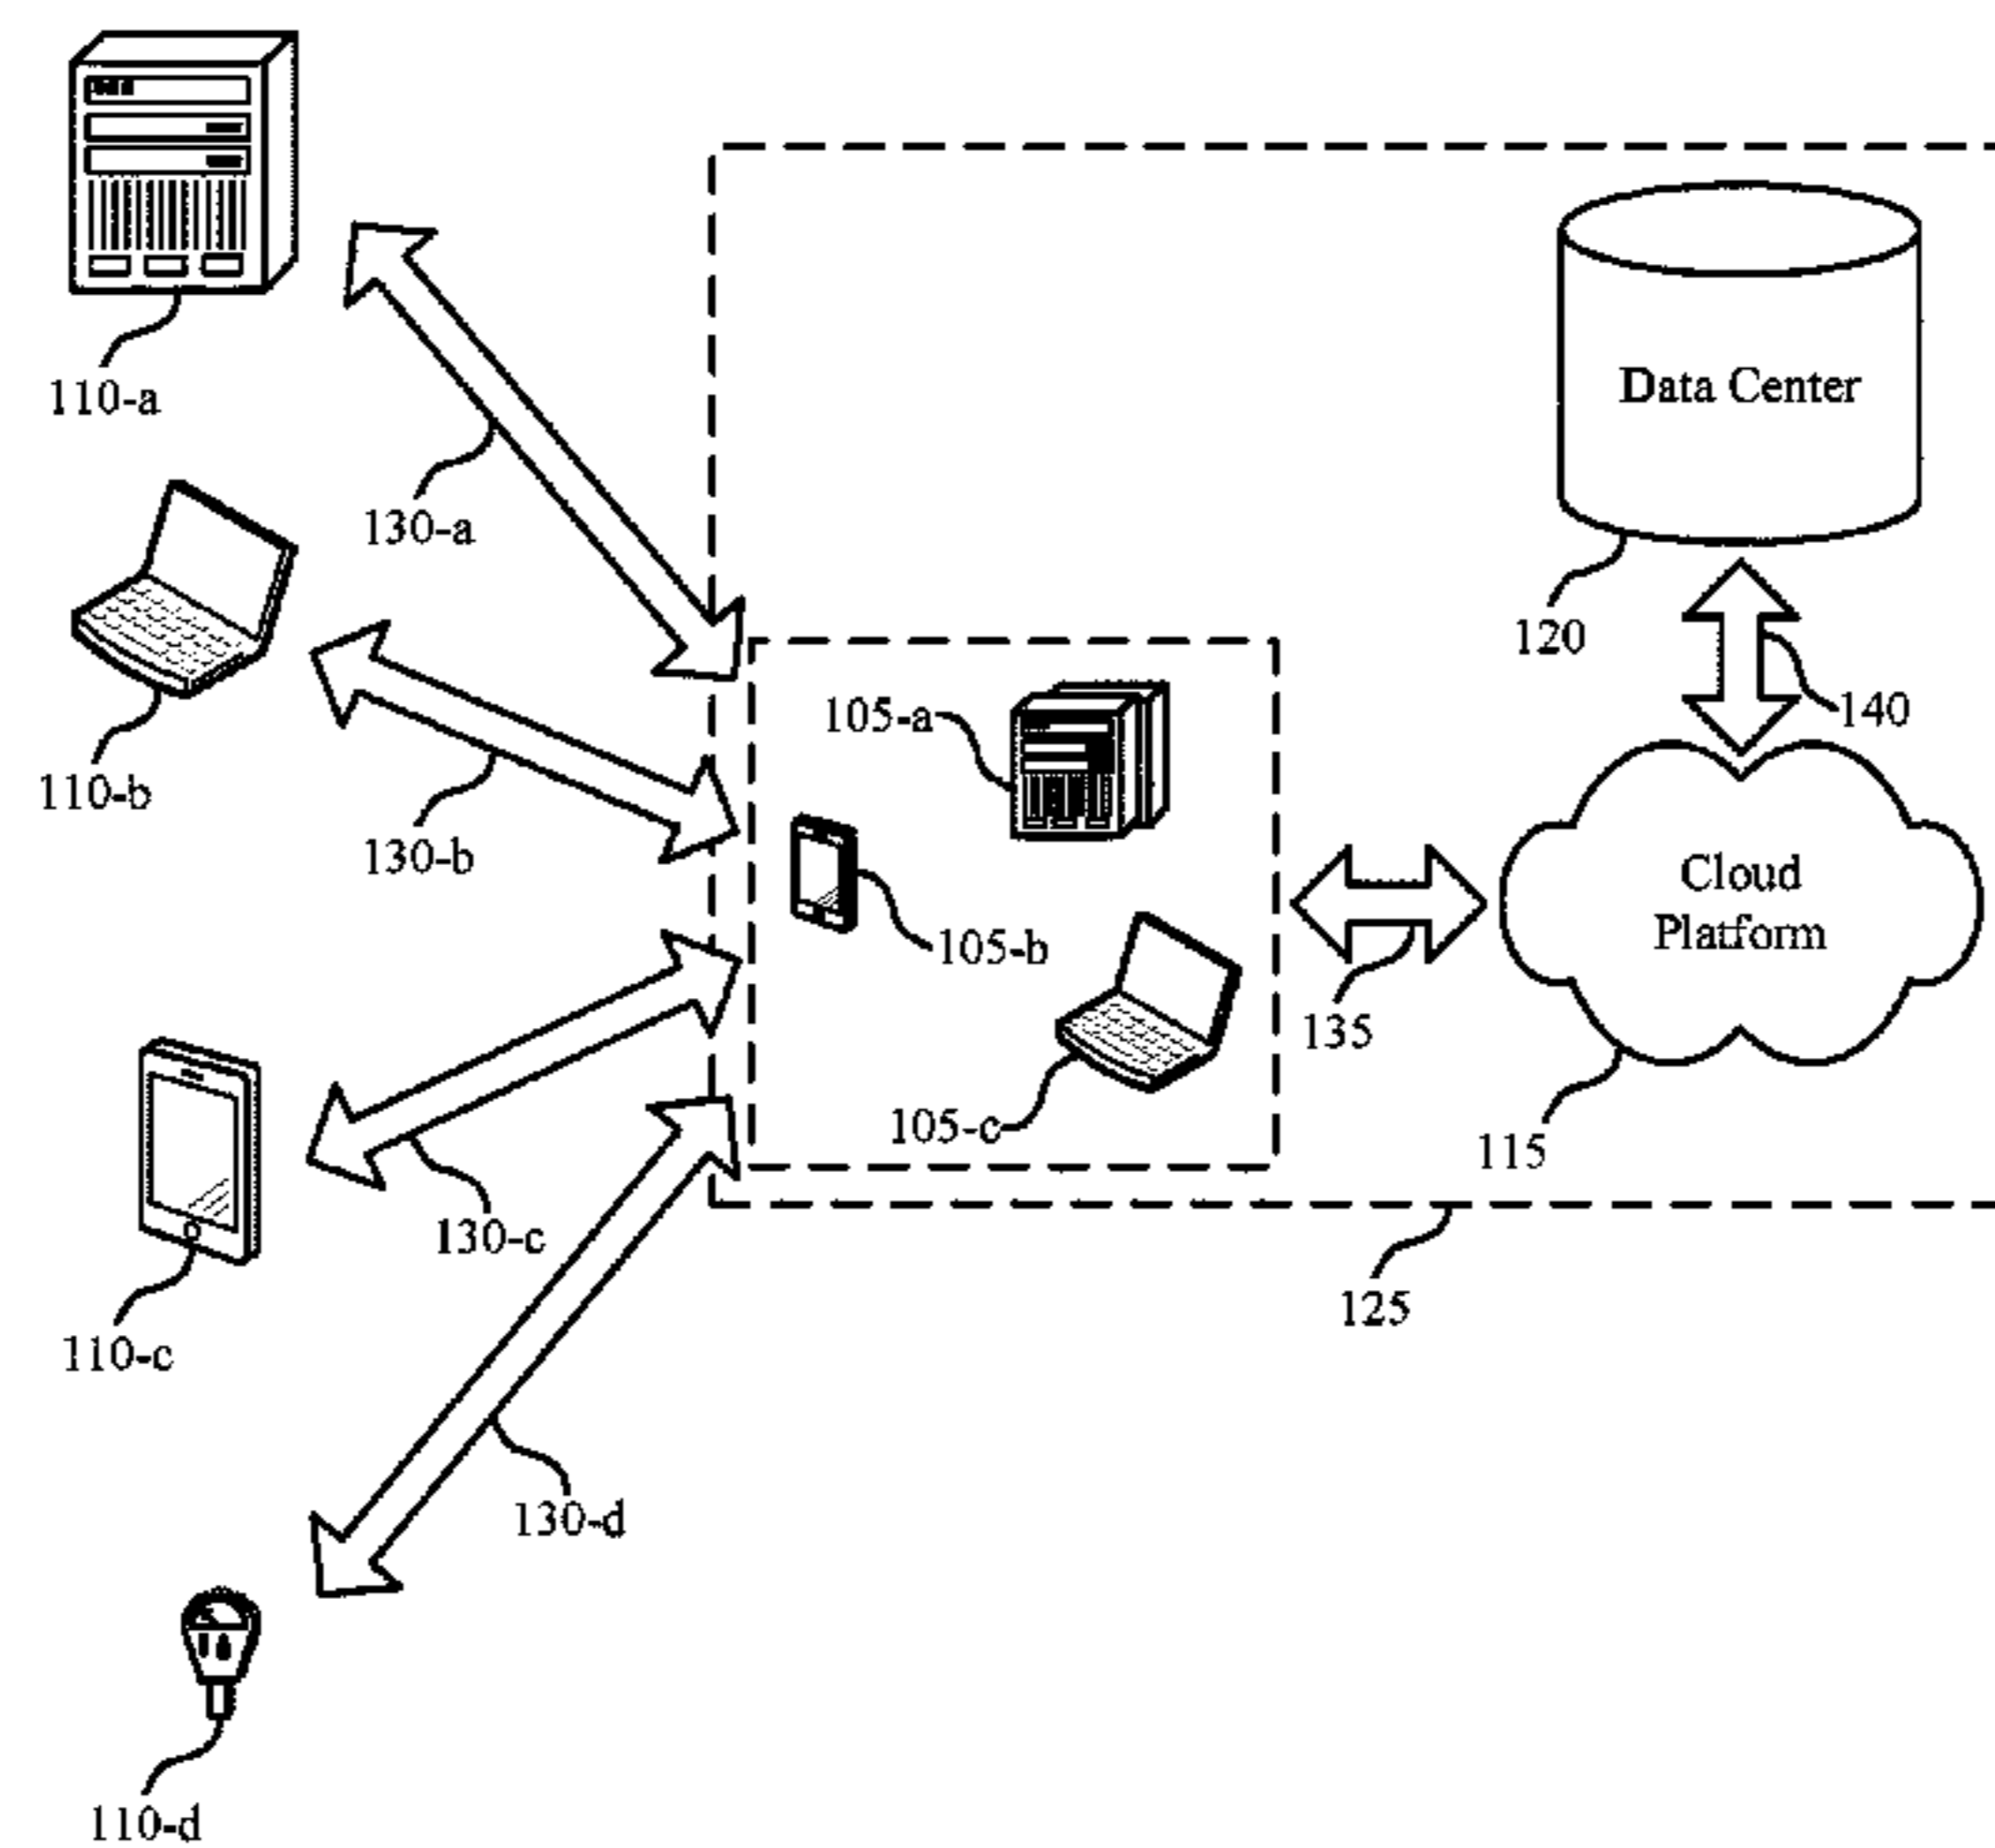 110-a
130-a
Data Center
120
110-b
130-b
105-a
140
105-b
Cloud
Platform
135
105-c
115
130-c
125
110-c
130-d
110-d